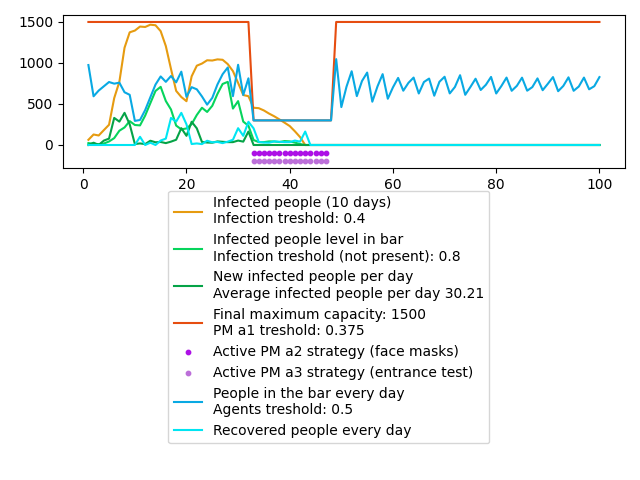 1500
1000
500
0
0
20
40
60
80
100
Infected people (10 days)
Infection treshold: 0.4
Infected people level in bar
Infection treshold (not present): 0.8
New infected people per day
Average infected people per day 30.21
Final maximum capacity: 1500
PM a1 treshold: 0.375
Active PM a2 strategy (face masks)
Active PM a3 strategy (entrance test)
People in the bar every day
Agents treshold: 0.5
Recovered people every day